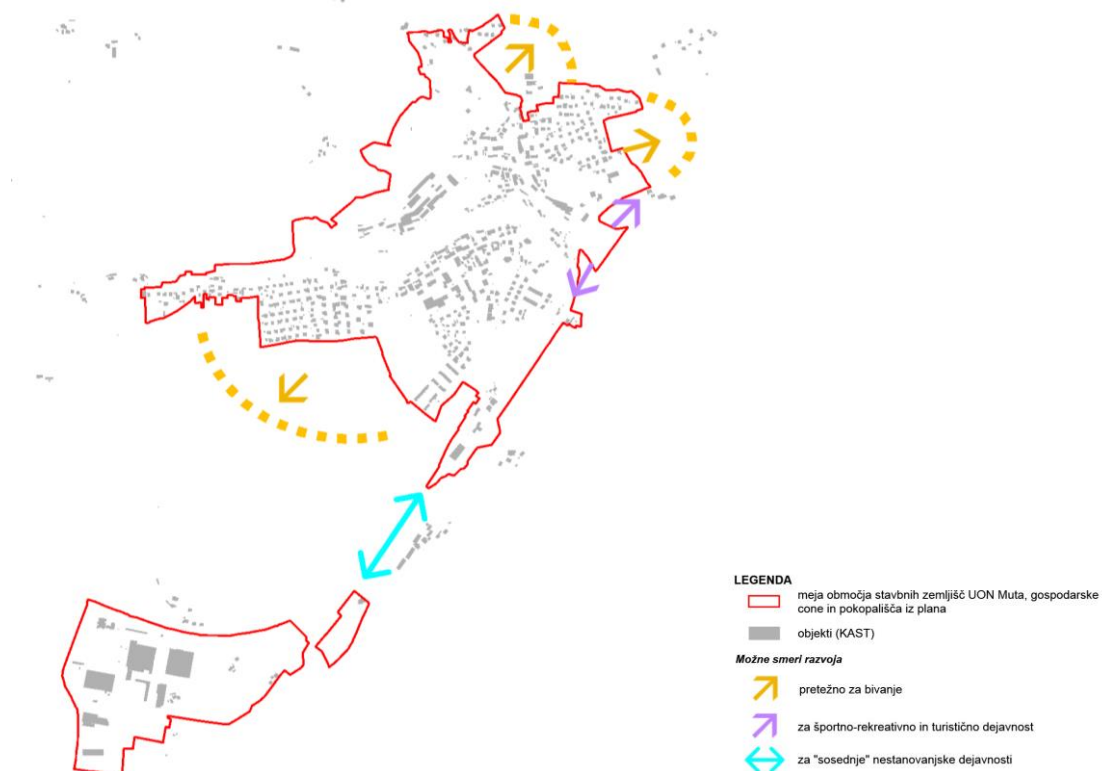 LEGENDA
meja območja stavbnih zemljišč UON Muta, gospodarske
cone in pokopališča iz plana
objekti (KAST)
Možne smeri razvoja
pretežno za bivanje
za športno-rekreativno in turistično dejavnost
za "sosednje" nestanovanjske dejavnosti